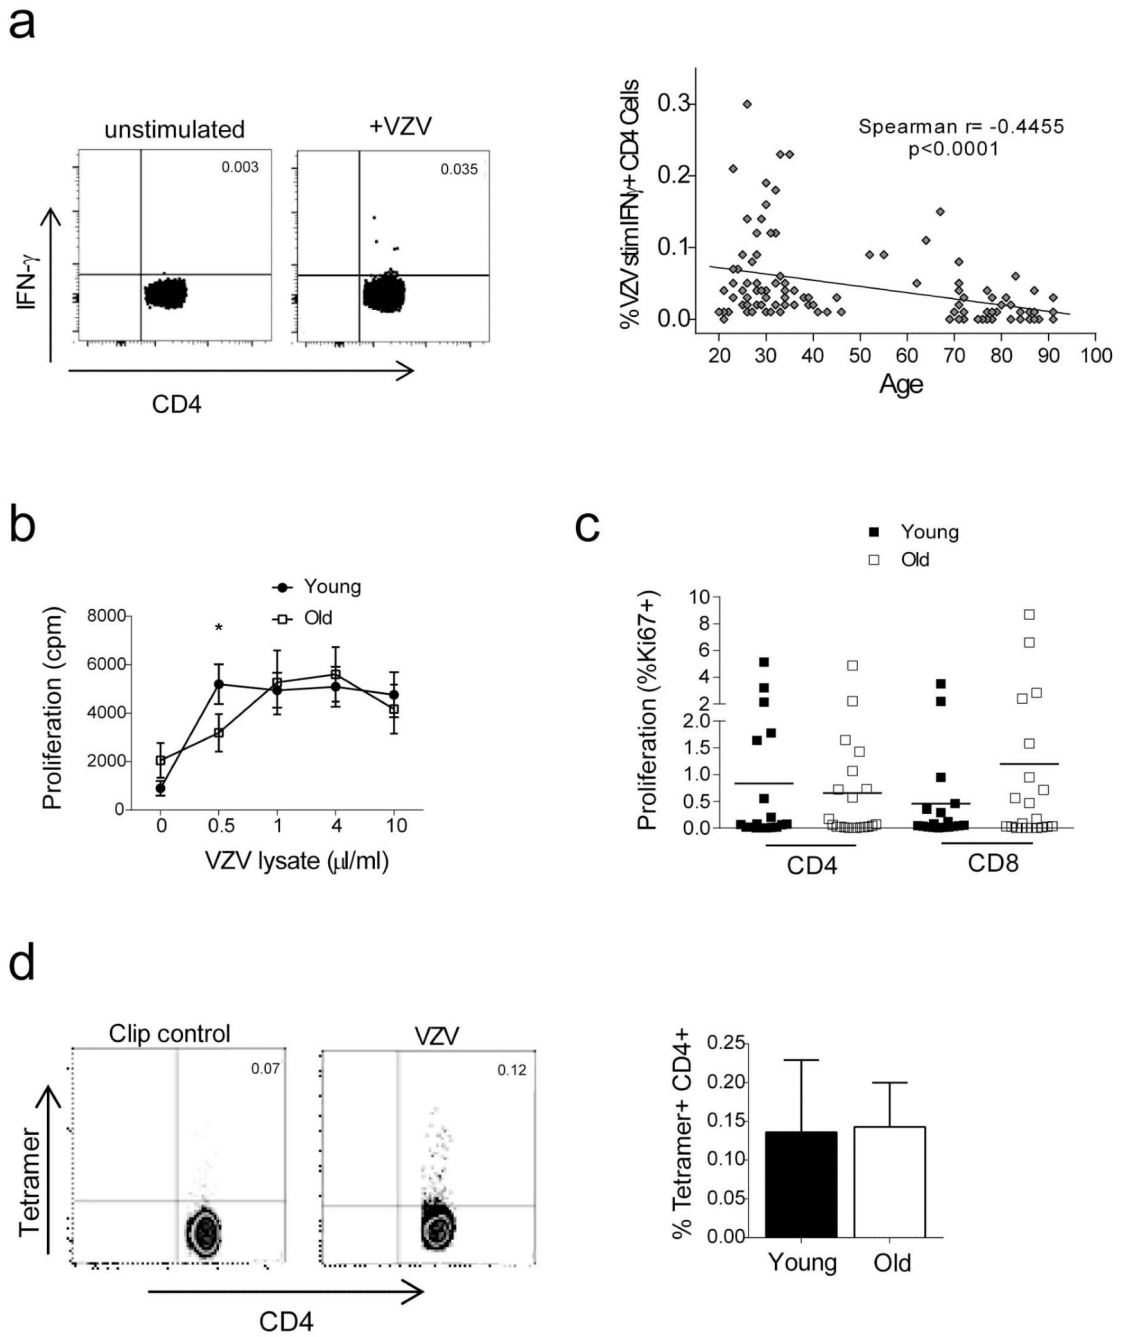 a
unstimulated
+VZV
0.003
0.035
IFN-γ
CD4
%VZV stim IFNγ+ CD4 Cells
0.3
0.2
0.1
0.0
Spearman r= -0.4455
p<0.0001
20 30 40 50 60 70 80 90 100
Age
b
Young
Old
Proliferation (cpm)
8000
6000
4000
2000
0
*
0 0.5 1 4 10
VZV lysate (µl/ml)
c
Young
Old
Proliferation (%Ki67+)
10
8
6
4
2
2.0
1.5
1.0
0.5
0.0
CD4
CD8
d
Clip control
VZV
0.07
0.12
Tetramer
CD4
% Tetramer+ CD4+
0.25
0.20
0.15
0.10
0.05
0.00
Young
Old